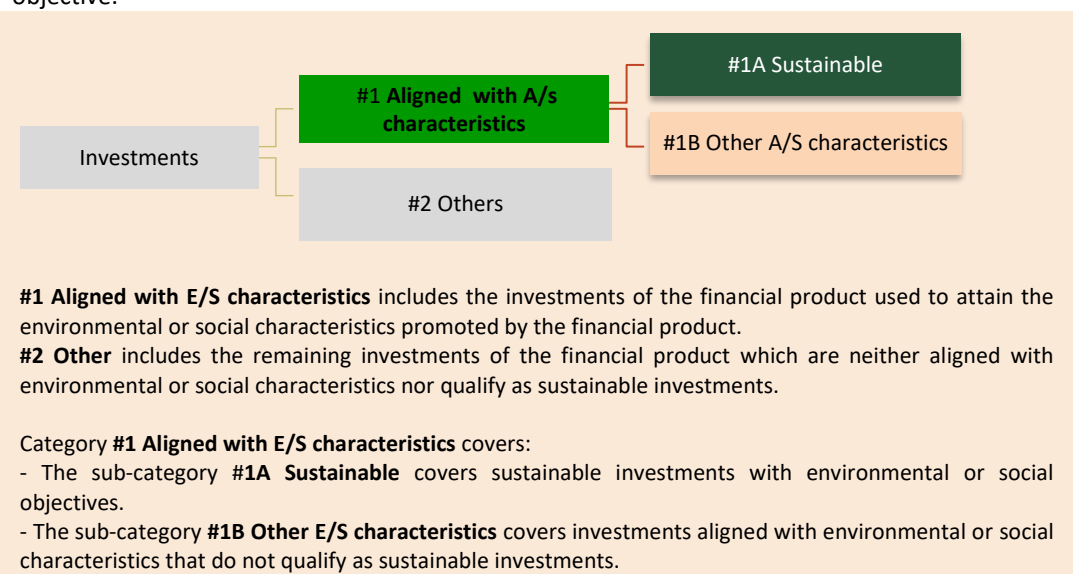 objective.
#1A Sustainable
#1 Aligned with A/s
characteristics
#1B Other A/S characteristics
Investments
#2 Others
#1 Aligned with E/S characteristics includes the investments of the financial product used to attain the
environmental or social characteristics promoted by the financial product.
#2 Other includes the remaining investments of the financial product which are neither aligned with
environmental or social characteristics nor qualify as sustainable investments.
Category #1 Aligned with E/S characteristics covers:
- The sub-category #1A Sustainable covers sustainable investments with environmental or social
objectives.
- The sub-category #1B Other E/S characteristics covers investments aligned with environmental or social
characteristics that do not qualify as sustainable investments.